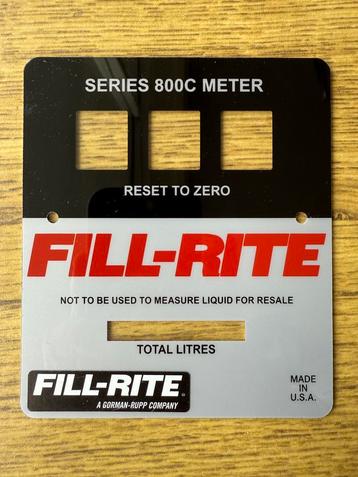 SERIES 800C METER
RESET TO ZERO
FILL-RITE
NOT TO BE USED TO MEASURE LIQUID FOR RESALE
TOTAL LITRES
FILL-RITE
A GORMAN-RUPP COMPANY
MADE
IN
U.S.A.